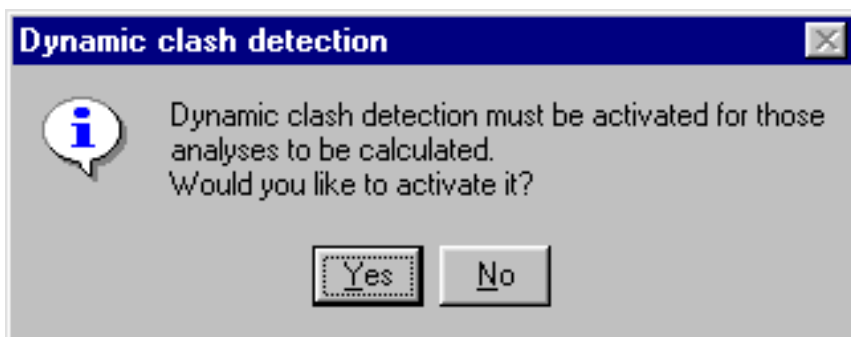 Dynamic clash detection
Dynamic clash detection must be activated for those
analyses to be calculated.
Would you like to activate it?
Yes No